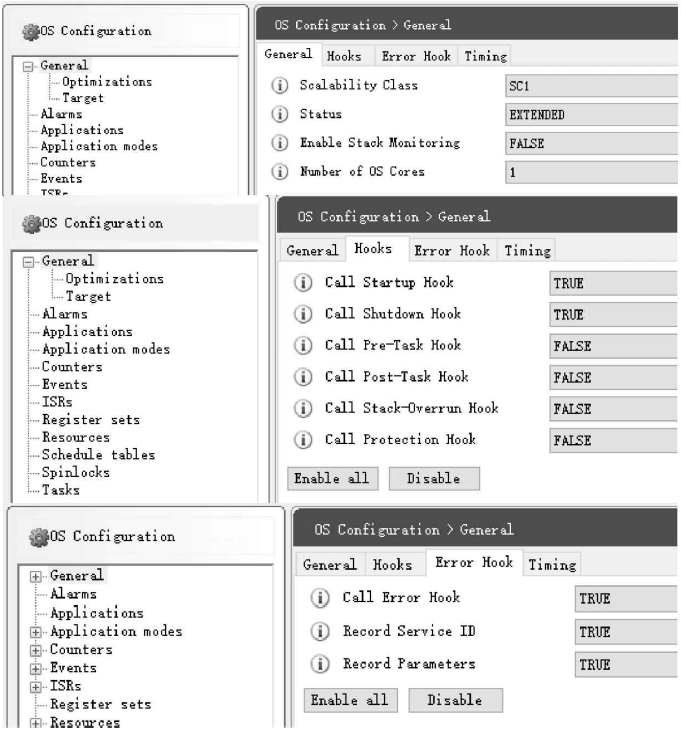 OS Configuration
General
Optimizations
Target
Alarms
Applications
Application modes
Counters
Events
ISRs
OS Configuration > General
General Hooks Error Hook Timing
Scalability Class SC1
Status EXTENDED
Enable Stack Monitoring FALSE
Number of OS Cores 1
OS Configuration
General
Optimizations
Target
Alarms
Applications
Application modes
Counters
Events
ISRs
Register sets
Resources
Schedule tables
Spinlocks
Tasks
OS Configuration > General
General Hooks Error Hook Timing
Call Startup Hook TRUE
Call Shutdown Hook TRUE
Call Pre-Task Hook FALSE
Call Post-Task Hook FALSE
Call Stack-Overrun Hook FALSE
Call Protection Hook FALSE
Enable all Disable
OS Configuration
General
Alarms
Applications
Application modes
Counters
Events
ISRs
Register sets
Resources
OS Configuration > General
General Hooks Error Hook Timing
Call Error Hook TRUE
Record Service ID TRUE
Record Parameters TRUE
Enable all Disable